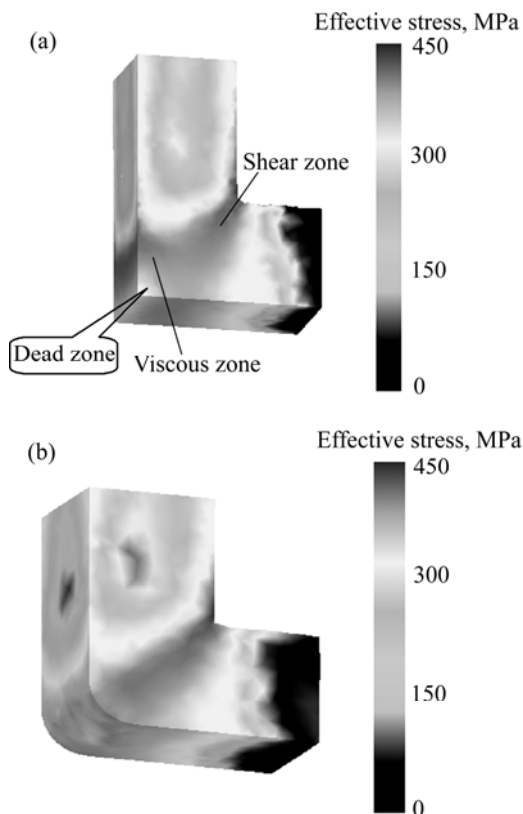 Effective stress, MPa
(a)
450
Shear zone
300
150
Dead zone
Viscous zone
0
Effective stress, MPa
(b)
450
300
150
0